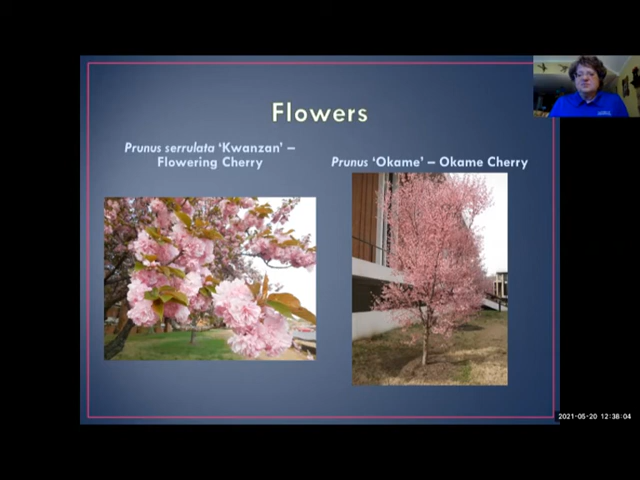 Flowers
Prunus serrulata ‘Kwanzan’ –
Flowering Cherry
Prunus ‘Okame’ – Okame Cherry
2021-05-20 12:38:04